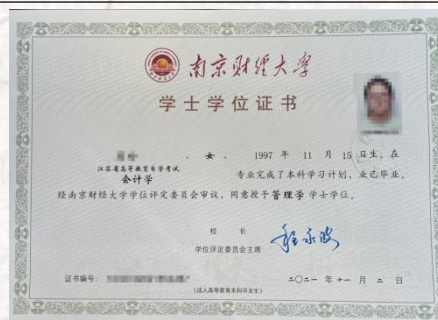 南京财经大学
学士学位证书
，女，1997 年 11 月 15 日生。在
江苏省高等教育自学考试
会计学 专业完成了本科学习计划，业已毕业。
经南京财经大学学位评定委员会审议，同意授予管理学学士学位。
校 长
学位评定委员会主席 程永波
证书编号：
二〇二一 年 十一 月 二 日
(成人高等教育本科毕业生)